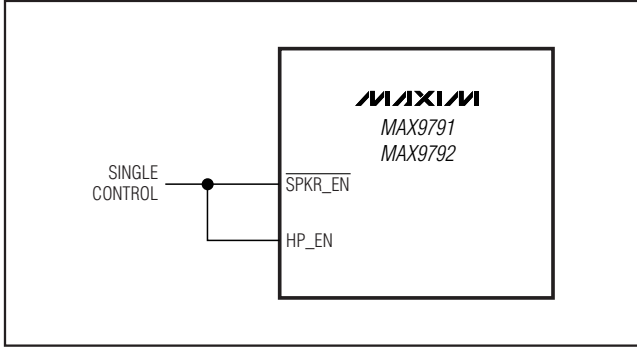 MAXIM
MAX9791
MAX9792
SINGLE
CONTROL
SPKR_EN
HP_EN